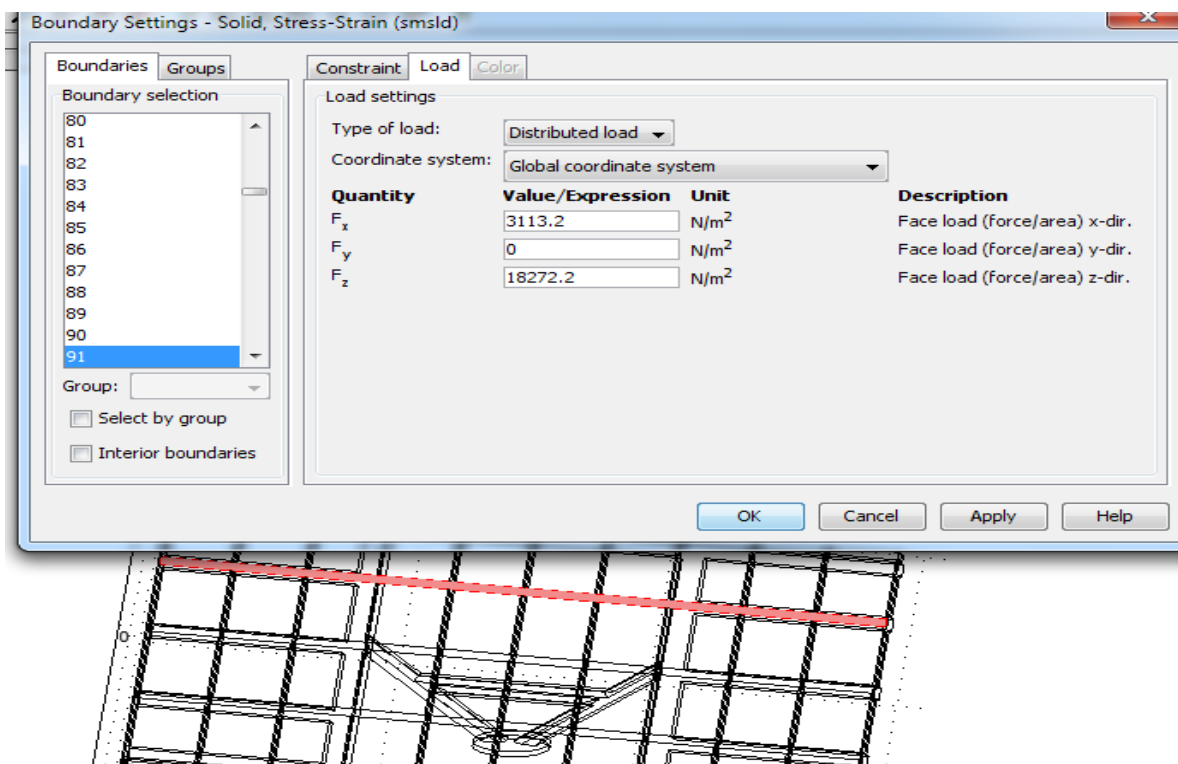 Boundary Settings - Solid, Stress-Strain (smsld)
Boundaries Groups
Boundary selection
80
81
82
83
84
85
86
87
88
89
90
91
Group:
Select by group
Interior boundaries
Constraint Load Color
Load settings
Type of load: Distributed load
Coordinate system: Global coordinate system
Quantity Value/Expression Unit Description
Fx 3113.2 N/m2 Face load (force/area) x-dir.
Fy 0 N/m2 Face load (force/area) y-dir.
Fz 18272.2 N/m2 Face load (force/area) z-dir.
OK Cancel Apply Help
0